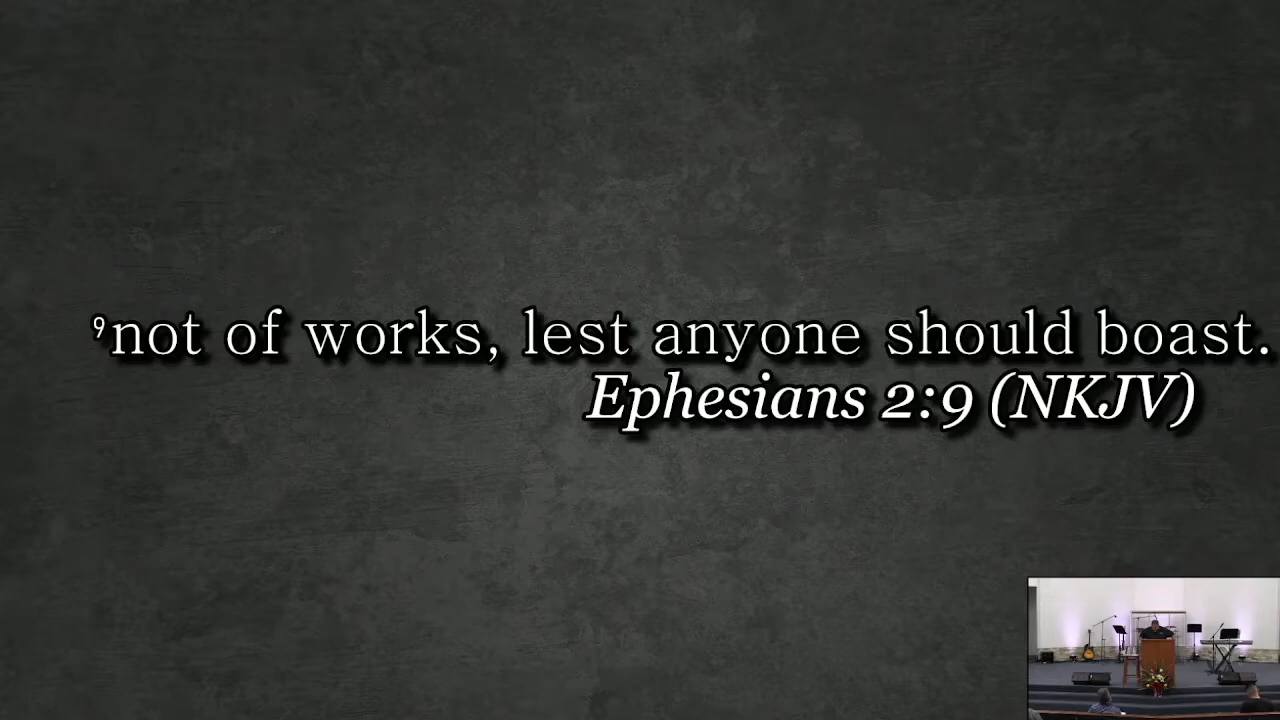 ⁹not of works, lest anyone should boast.
Ephesians 2:9 (NKJV)